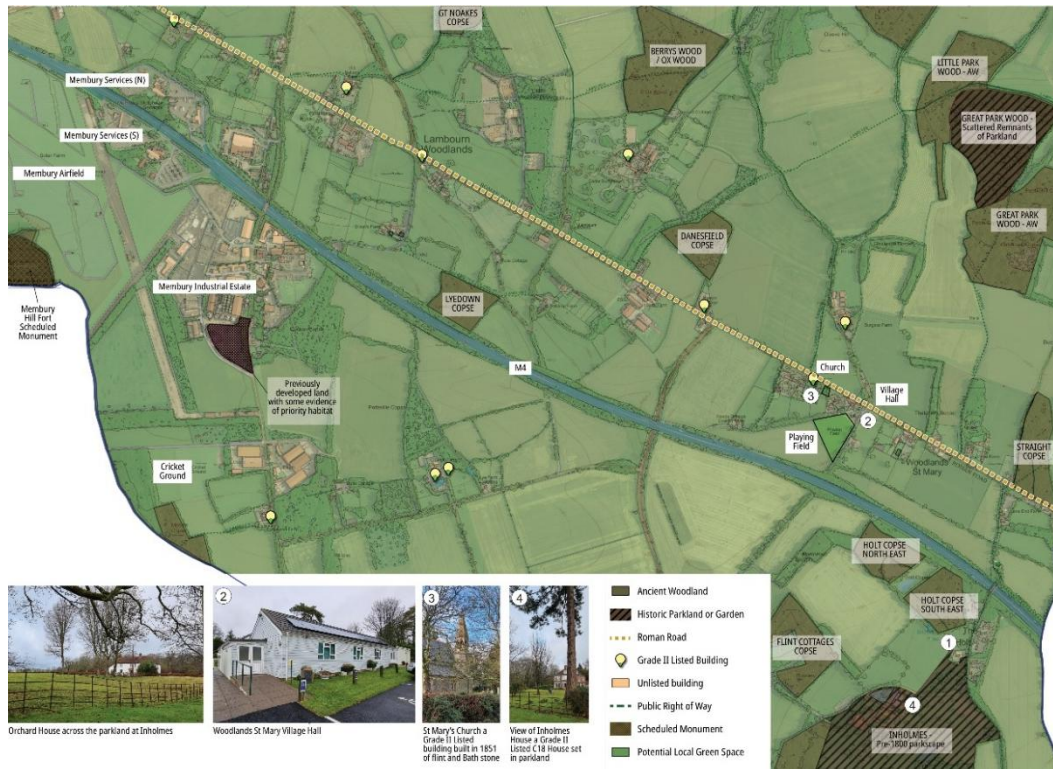 GT NOAKES
COPSE
BERRYS WOOD
/ OX WOOD
LITTLE PARK
WOOD - AW
Membury Services (N)
GREAT PARK WOOD -
Scattered Remnants
of Parkland
Membury Services (S)
Lambourn
Woodlands
Membury Airfield
GREAT PARK
WOOD - AW
DANESFIELD
COPSE
Membury Industrial Estate
LYEDOWN
COPSE
Membury
Hill Fort
Scheduled
Monument
M4
Church
Previously
developed land
with some evidence
of priority habitat
3
Village
Hall
2
Playing
Field
Cricket
Ground
Woodlands
St Mary
STRAIGHT
COPSE
HOLT COPSE
NORTH EAST
HOLT COPSE
SOUTH EAST
FLINT COTTAGES
COPSE
1
4
INHOLMES -
Pre-1800 parkscape
2
3
4
Orchard House across the parkland at Inholmes
Woodlands St Mary Village Hall
St Mary's Church a
Grade II Listed
building built in 1851
of flint and Bath stone
View of Inholmes
House a Grade II
Listed C18 House set
in parkland
Ancient Woodland
Historic Parkland or Garden
Roman Road
Grade II Listed Building
Unlisted building
Public Right of Way
Scheduled Monument
Potential Local Green Space